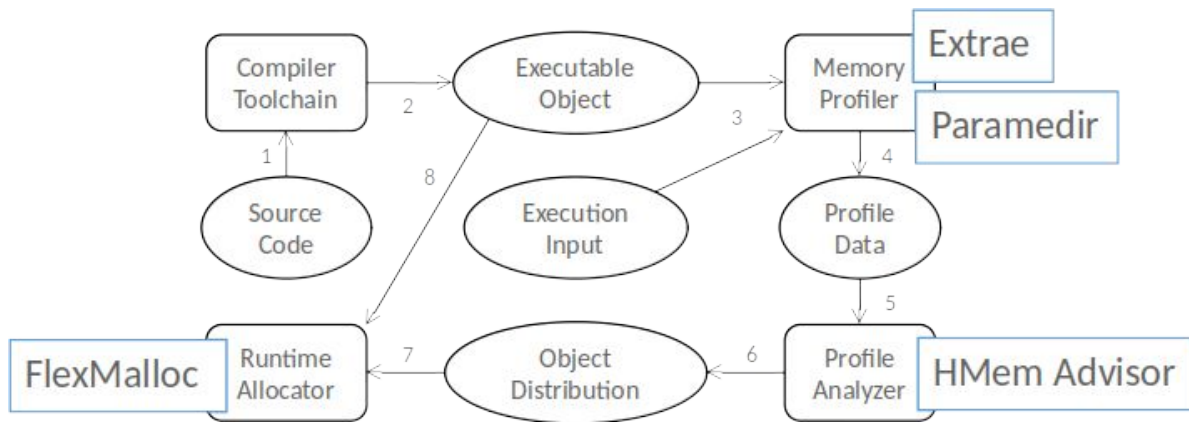 Compiler
Toolchain
2
Executable
Object
3
Memory
Profiler
Extrae
Paramedir
1
8
4
Source
Code
Execution
Input
Profile
Data
5
FlexMalloc
Runtime
Allocator
7
Object
Distribution
6
Profile
Analyzer
HMem Advisor